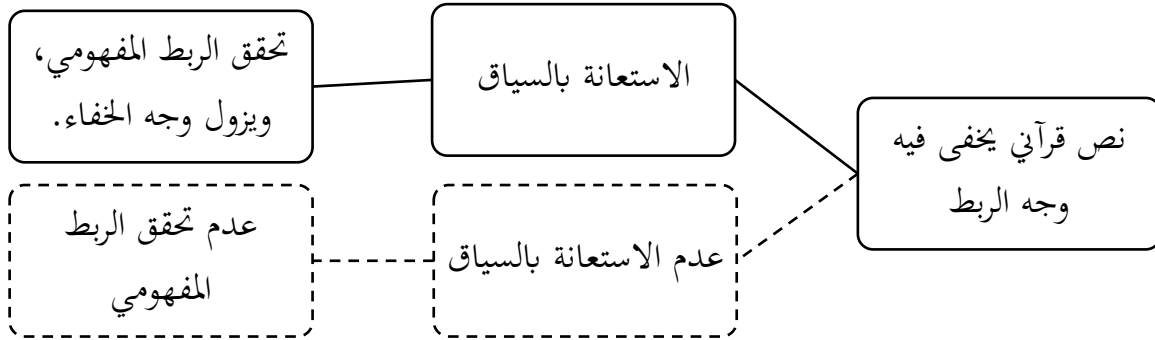 نص قرآني يخفى فيه
وجه الربط
الاستعانة بالسياق
تحقق الربط المفهومي،
ويزول وجه الخفاء.
عدم الاستعانة بالسياق
عدم تحقق الربط
المفهومي